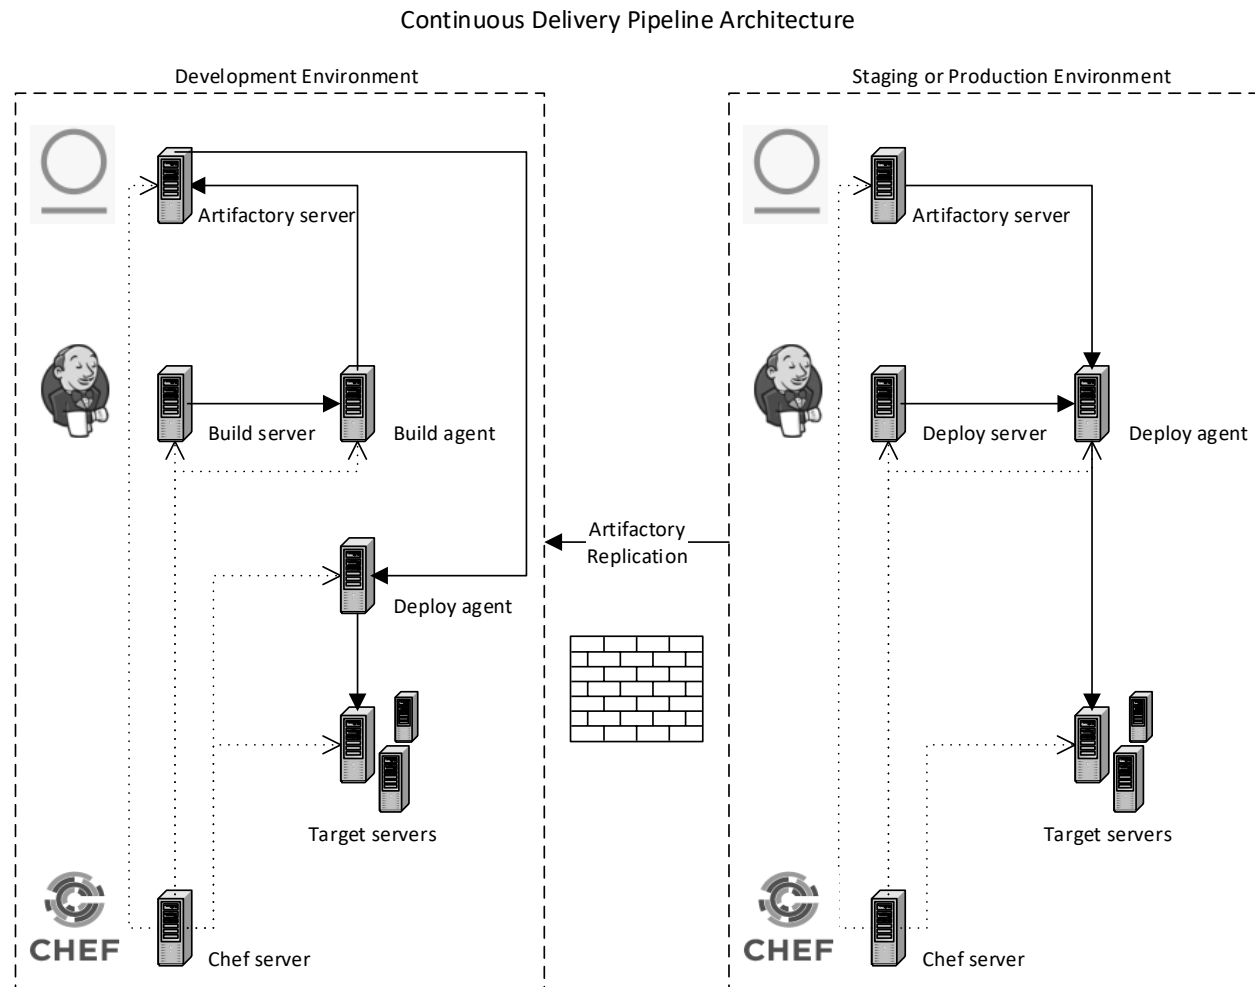 Continuous Delivery Pipeline Architecture
Development Environment
Staging or Production Environment
Artifactory server
Artifactory server
Build server
Build agent
Deploy server
Deploy agent
Artifactory
Replication
Deploy agent
Target servers
Target servers
CHEF
Chef server
CHEF
Chef server